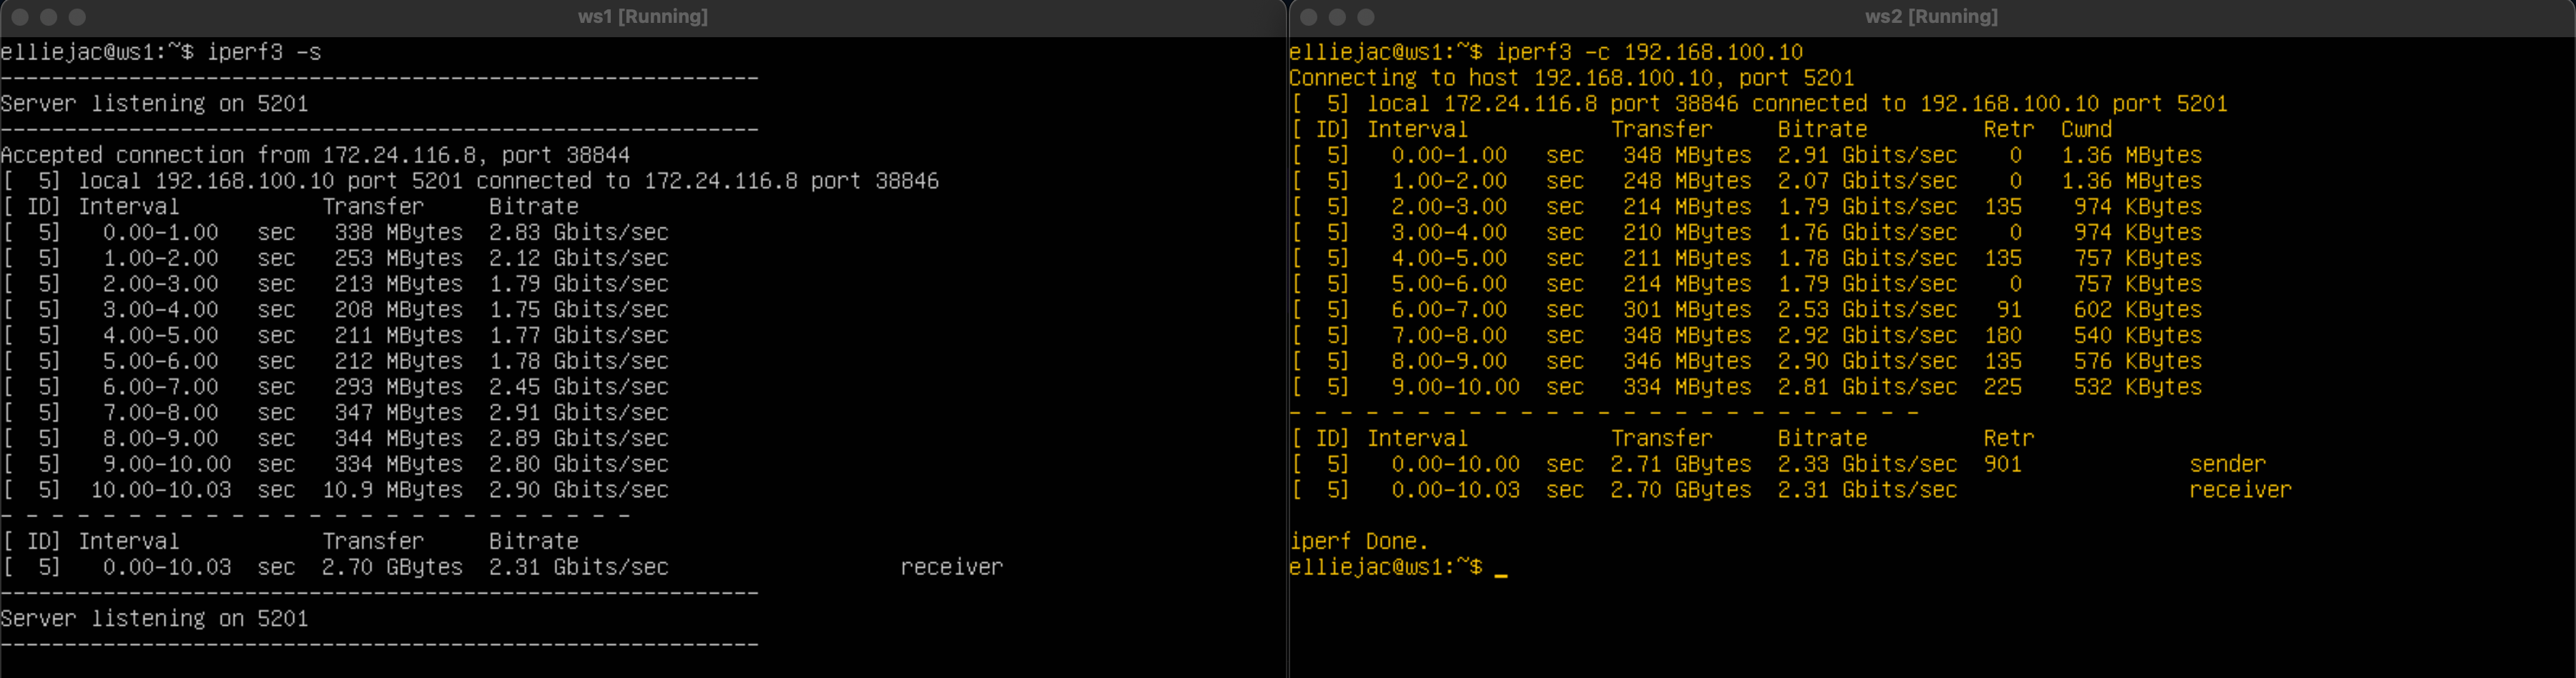 ws1 [Running]
elliejac@ws1:~$ iperf3 -s
-----------------------------------------------------------
Server listening on 5201
-----------------------------------------------------------
Accepted connection from 172.24.116.8, port 38844
[  5] local 192.168.100.10 port 5201 connected to 172.24.116.8 port 38846
[ ID] Interval           Transfer     Bitrate
[  5]   0.00-1.00   sec   338 MBytes  2.83 Gbits/sec
[  5]   1.00-2.00   sec   253 MBytes  2.12 Gbits/sec
[  5]   2.00-3.00   sec   213 MBytes  1.79 Gbits/sec
[  5]   3.00-4.00   sec   208 MBytes  1.75 Gbits/sec
[  5]   4.00-5.00   sec   211 MBytes  1.77 Gbits/sec
[  5]   5.00-6.00   sec   212 MBytes  1.78 Gbits/sec
[  5]   6.00-7.00   sec   293 MBytes  2.45 Gbits/sec
[  5]   7.00-8.00   sec   347 MBytes  2.91 Gbits/sec
[  5]   8.00-9.00   sec   344 MBytes  2.89 Gbits/sec
[  5]   9.00-10.00  sec   334 MBytes  2.80 Gbits/sec
[  5]  10.00-10.03  sec  10.9 MBytes  2.90 Gbits/sec
- - - - - - - - - - - - - - - - - - - - - - - - -
[ ID] Interval           Transfer     Bitrate
[  5]   0.00-10.03  sec  2.70 GBytes  2.31 Gbits/sec                  receiver
-----------------------------------------------------------
Server listening on 5201
-----------------------------------------------------------
ws2 [Running]
elliejac@ws1:~$ iperf3 -c 192.168.100.10
Connecting to host 192.168.100.10, port 5201
[  5] local 172.24.116.8 port 38846 connected to 192.168.100.10 port 5201
[ ID] Interval           Transfer     Bitrate         Retr  Cwnd
[  5]   0.00-1.00   sec   348 MBytes  2.91 Gbits/sec    0   1.36 MBytes
[  5]   1.00-2.00   sec   248 MBytes  2.07 Gbits/sec    0   1.36 MBytes
[  5]   2.00-3.00   sec   214 MBytes  1.79 Gbits/sec  135    974 KBytes
[  5]   3.00-4.00   sec   210 MBytes  1.76 Gbits/sec    0    974 KBytes
[  5]   4.00-5.00   sec   211 MBytes  1.78 Gbits/sec  135    757 KBytes
[  5]   5.00-6.00   sec   214 MBytes  1.79 Gbits/sec    0    757 KBytes
[  5]   6.00-7.00   sec   301 MBytes  2.53 Gbits/sec   91    602 KBytes
[  5]   7.00-8.00   sec   348 MBytes  2.92 Gbits/sec  180    540 KBytes
[  5]   8.00-9.00   sec   346 MBytes  2.90 Gbits/sec  135    576 KBytes
[  5]   9.00-10.00  sec   334 MBytes  2.81 Gbits/sec  225    532 KBytes
- - - - - - - - - - - - - - - - - - - - - - - - -
[ ID] Interval           Transfer     Bitrate         Retr
[  5]   0.00-10.00  sec  2.71 GBytes  2.33 Gbits/sec  901             sender
[  5]   0.00-10.03  sec  2.70 GBytes  2.31 Gbits/sec                  receiver
iperf Done.
elliejac@ws1:~$ _